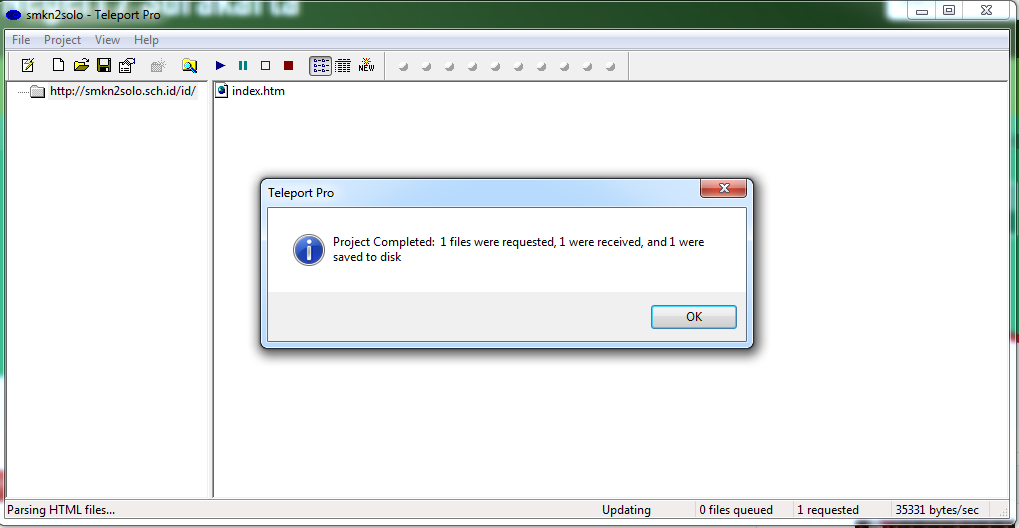 smkn2solo - Teleport Pro
File Project View Help
NEW
http://smkn2solo.sch.id/id/
index.htm
Teleport Pro
Project Completed: 1 files were requested, 1 were received, and 1 were
saved to disk
OK
Parsing HTML files...
Updating
0 files queued
1 requested
35331 bytes/sec